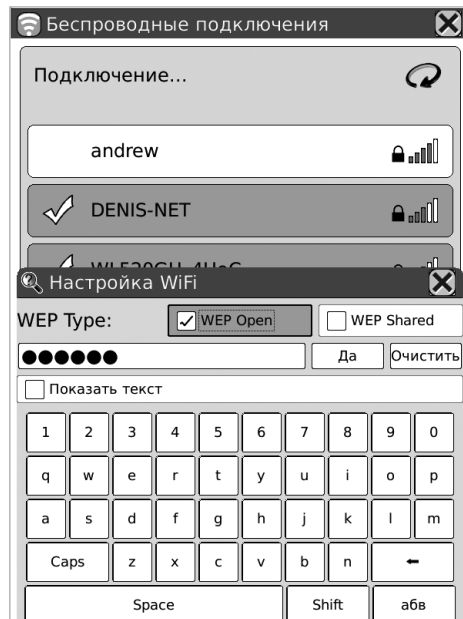 Беспроводные подключения
Подключение...
andrew
DENIS-NET
Настройка WiFi
WEP Type: WEP Open WEP Shared
Да Очистить
Показать текст
1 2 3 4 5 6 7 8 9 0
q w e r t y u i o p
a s d f g h j k l m
Caps z x c v b n
Space Shift абв